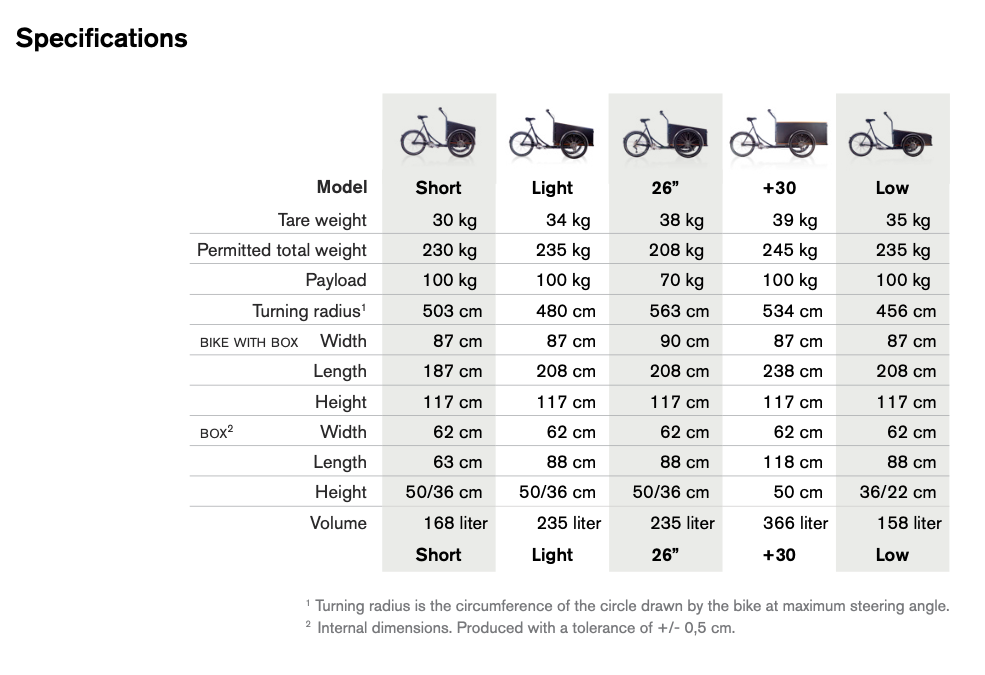 Specifications
Model Short Light 26” +30 Low
Tare weight 30 kg 34 kg 38 kg 39 kg 35 kg
Permitted total weight 230 kg 235 kg 208 kg 245 kg 235 kg
Payload 100 kg 100 kg 70 kg 100 kg 100 kg
Turning radius¹ 503 cm 480 cm 563 cm 534 cm 456 cm
BIKE WITH BOX Width 87 cm 87 cm 90 cm 87 cm 87 cm
Length 187 cm 208 cm 208 cm 238 cm 208 cm
Height 117 cm 117 cm 117 cm 117 cm 117 cm
BOX² Width 62 cm 62 cm 62 cm 62 cm 62 cm
Length 63 cm 88 cm 88 cm 118 cm 88 cm
Height 50/36 cm 50/36 cm 50/36 cm 50 cm 36/22 cm
Volume 168 liter 235 liter 235 liter 366 liter 158 liter
Short Light 26” +30 Low
¹ Turning radius is the circumference of the circle drawn by the bike at maximum steering angle.
² Internal dimensions. Produced with a tolerance of +/- 0,5 cm.